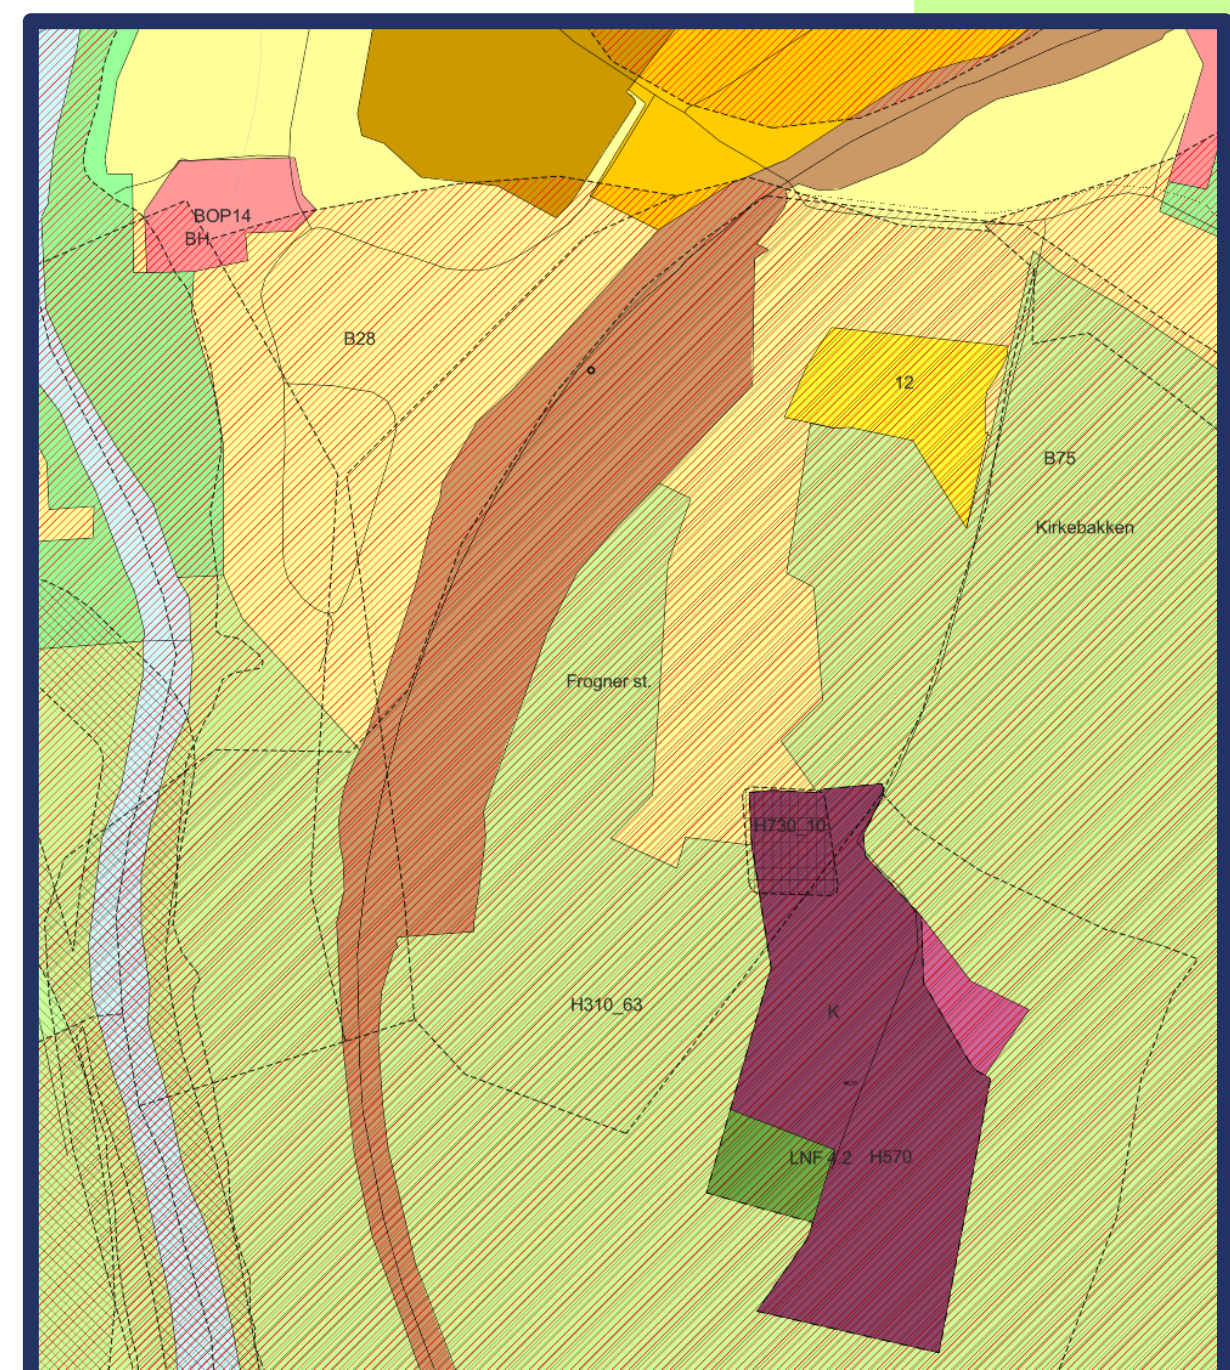 BOP14
BH
B28
12
B75
Kirkebakken
Frogner st.
H730_10
H310_63
K
LNF 4.2 H570